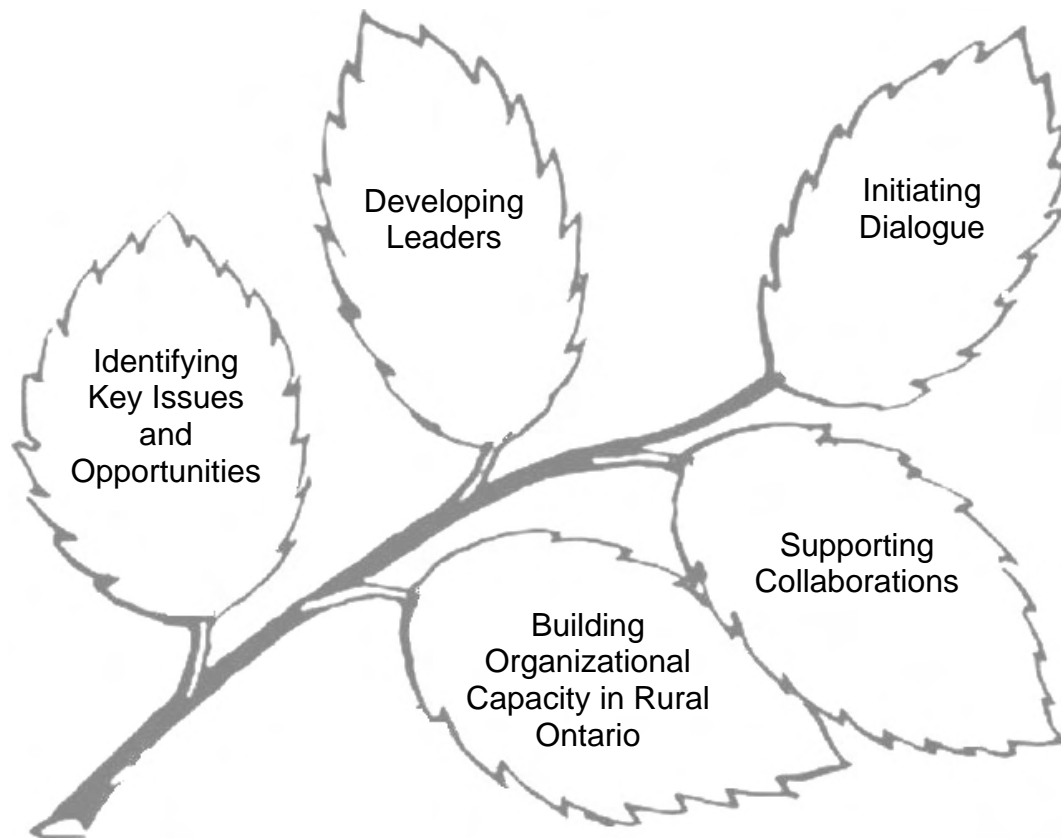 Developing
Leaders
Initiating
Dialogue
Identifying
Key Issues
and
Opportunities
Supporting
Collaborations
Building
Organizational
Capacity in Rural
Ontario